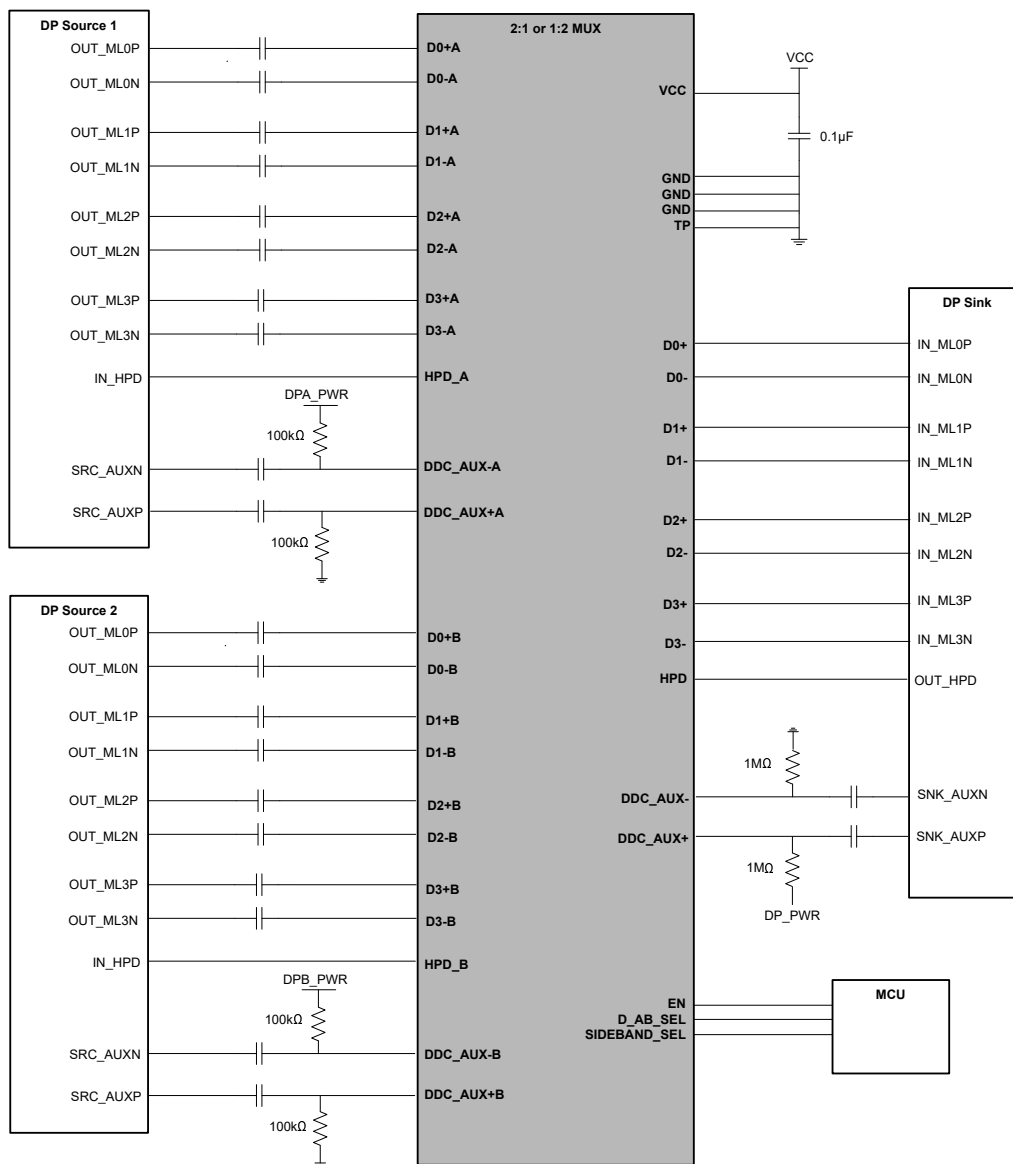 DP Source 1
OUT_ML0P
OUT_ML0N
OUT_ML1P
OUT_ML1N
OUT_ML2P
OUT_ML2N
OUT_ML3P
OUT_ML3N
IN_HPD
SRC_AUXN
SRC_AUXP
DPA_PWR
100kΩ
100kΩ
DP Source 2
OUT_ML0P
OUT_ML0N
OUT_ML1P
OUT_ML1N
OUT_ML2P
OUT_ML2N
OUT_ML3P
OUT_ML3N
IN_HPD
SRC_AUXN
SRC_AUXP
DPB_PWR
100kΩ
100kΩ
2:1 or 1:2 MUX
D0+A
D0-A
D1+A
D1-A
D2+A
D2-A
D3+A
D3-A
HPD_A
DDC_AUX-A
DDC_AUX+A
D0+B
D0-B
D1+B
D1-B
D2+B
D2-B
D3+B
D3-B
HPD_B
DDC_AUX-B
DDC_AUX+B
VCC
GND
GND
GND
TP
D0+
D0-
D1+
D1-
D2+
D2-
D3+
D3-
HPD
DDC_AUX-
DDC_AUX+
EN
D_AB_SEL
SIDEBAND_SEL
VCC
0.1µF
1MΩ
1MΩ
DP_PWR
DP Sink
IN_ML0P
IN_ML0N
IN_ML1P
IN_ML1N
IN_ML2P
IN_ML2N
IN_ML3P
IN_ML3N
OUT_HPD
SNK_AUXN
SNK_AUXP
MCU